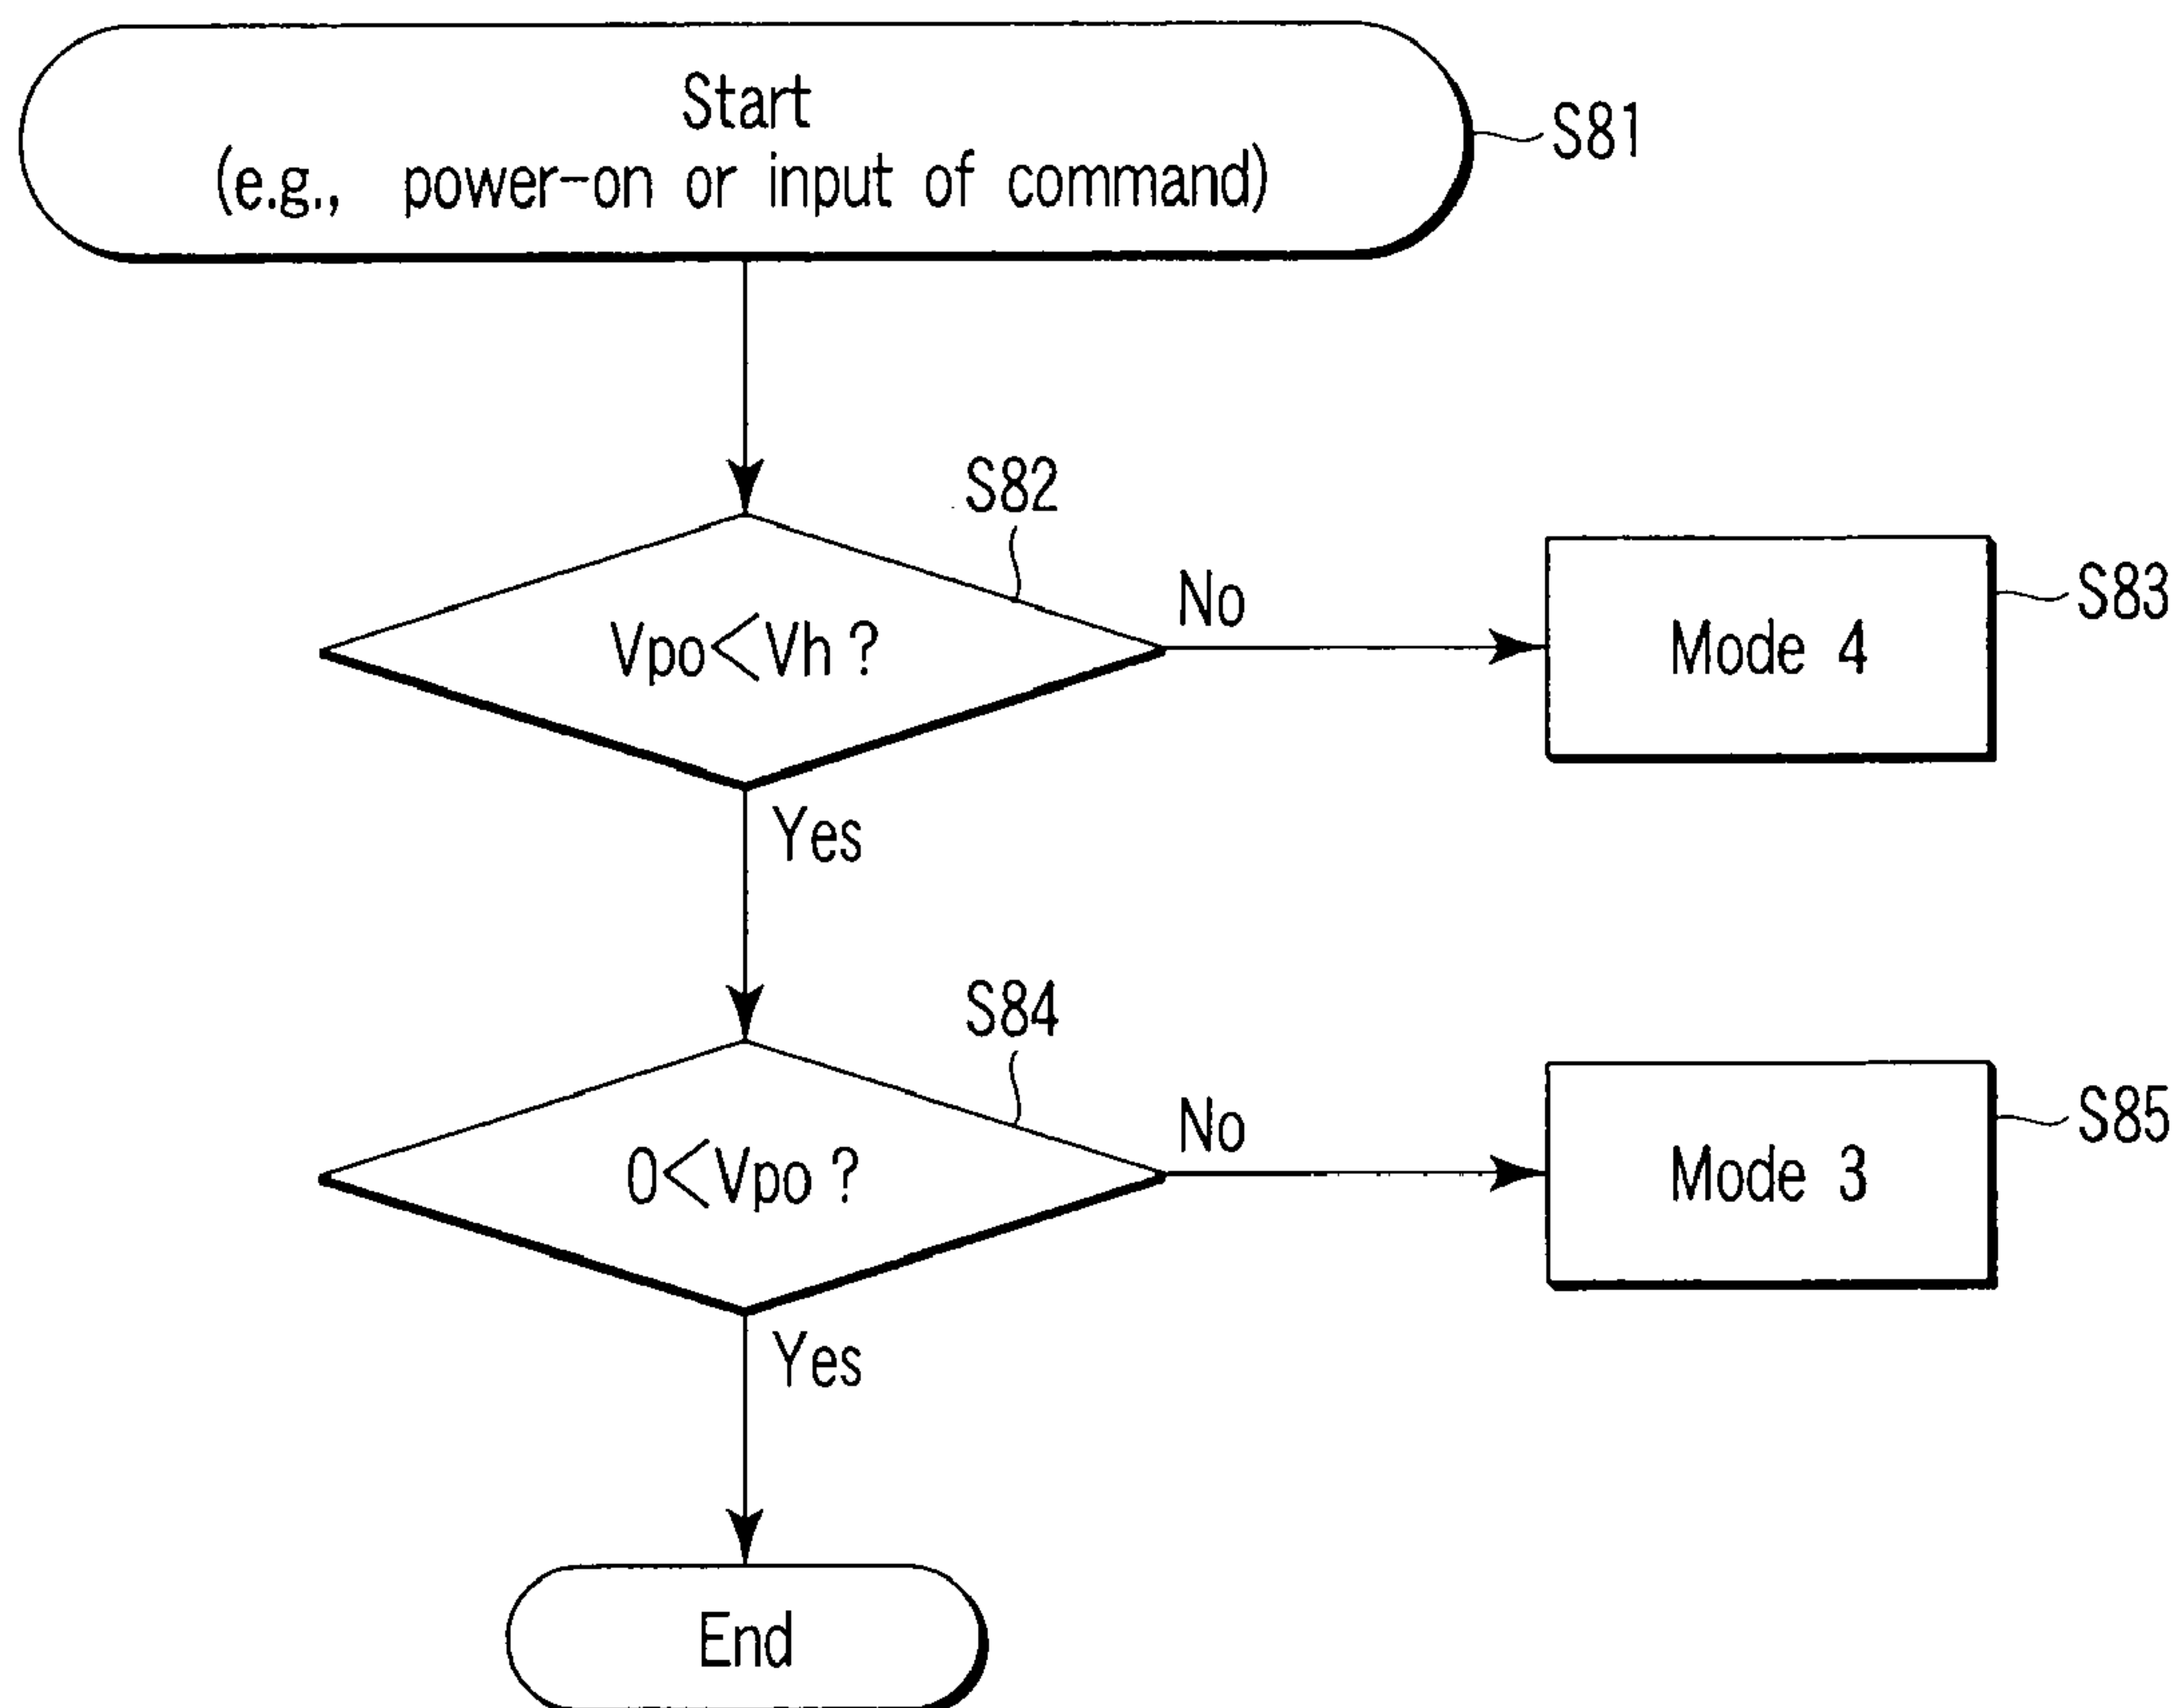 Start
(e.g., power-on or input of command)
S81
S82
Vpo<Vh ?
No
Mode 4
S83
Yes
S84
0<Vpo ?
No
Mode 3
S85
Yes
End